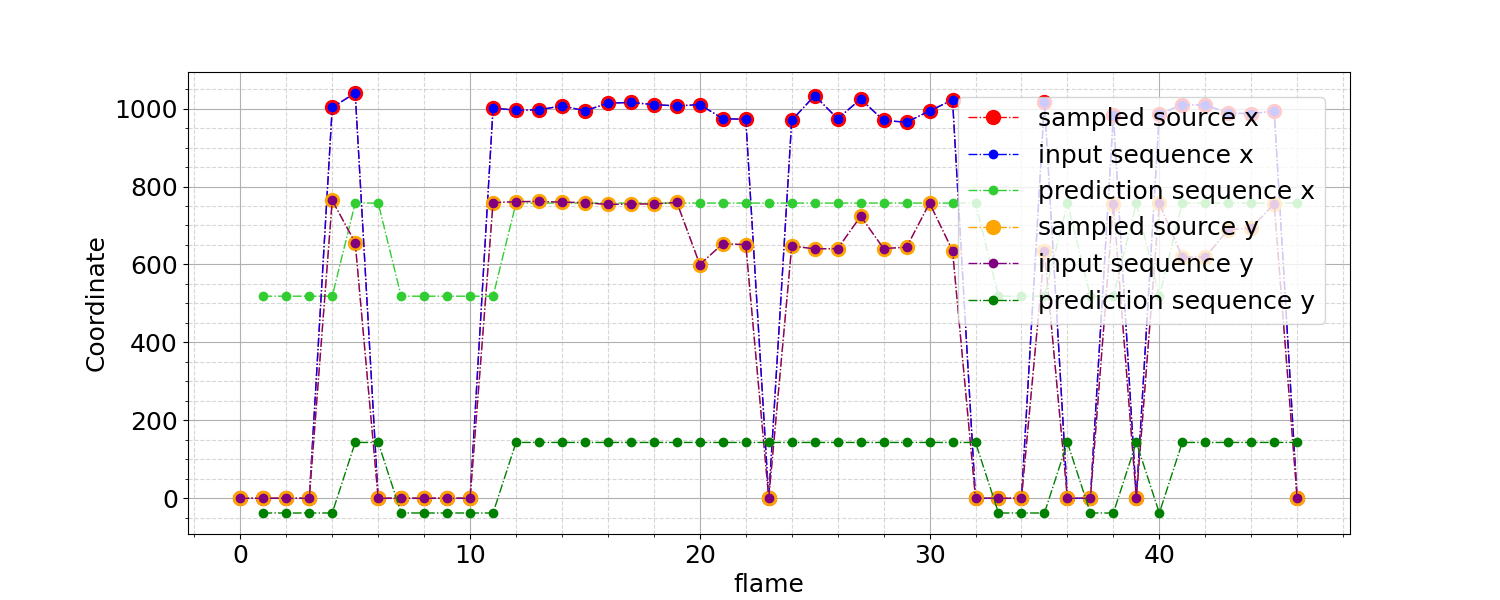 1000
800
600
400
200
0
Coordinate
sampled source x
input sequence x
prediction sequence x
sampled source y
input sequence y
prediction sequence y
0 10 20 30 40
flame